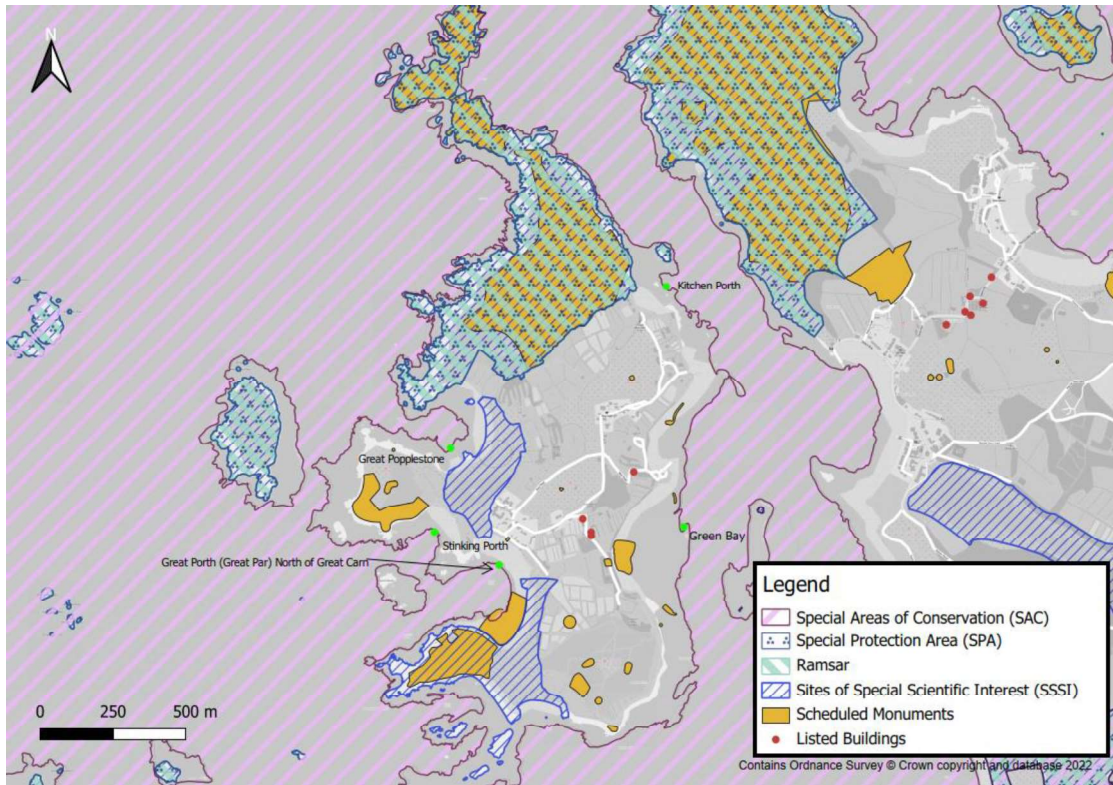 N
Kitchen Porth
Great Popplestone
Stinking Porth
Green Bay
Great Porth (Great Par) North of Great Carn
Legend
Special Areas of Conservation (SAC)
Special Protection Area (SPA)
Ramsar
Sites of Special Scientific Interest (SSSI)
Scheduled Monuments
Listed Buildings
0 250 500 m
Contains Ordnance Survey © Crown copyright and database 2022